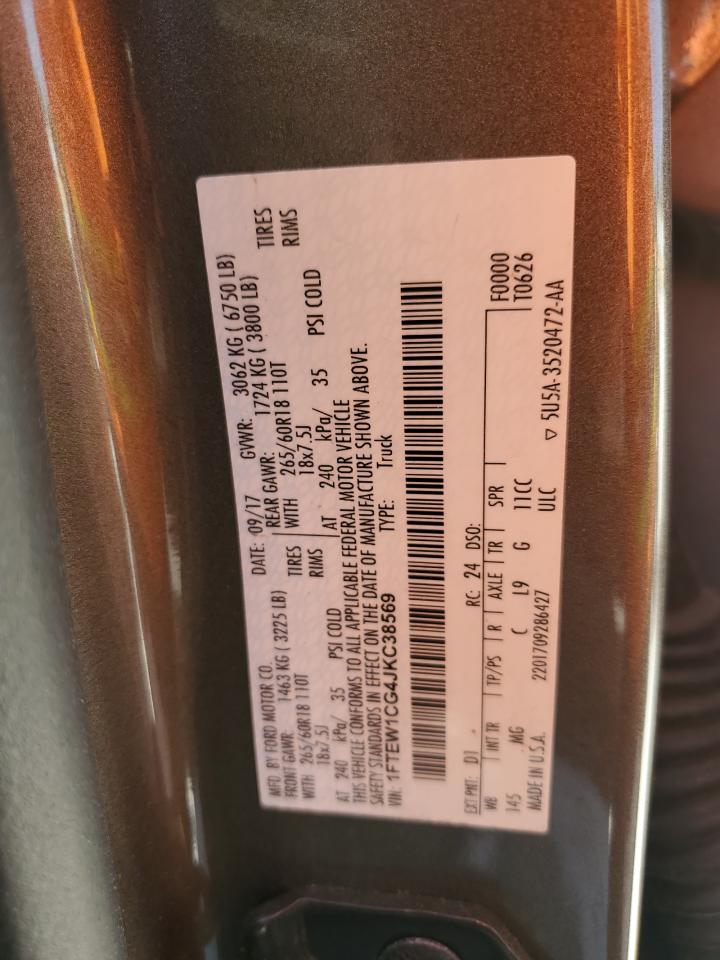 MFD. BY FORD MOTOR CO. DATE: 09/17 GVWR: 3062 KG ( 6750 LB)
FRONT GAWR: 1463 KG ( 3225 LB) REAR GAWR: 1724 KG ( 3800 LB)
WITH 265/60R18 110T TIRES WITH 265/60R18 110T TIRES
18x7.5J RIMS 18x7.5J RIMS
AT 240 kPa/ 35 PSI COLD AT 240 kPa/ 35 PSI COLD
THIS VEHICLE CONFORMS TO ALL APPLICABLE FEDERAL MOTOR VEHICLE
SAFETY STANDARDS IN EFFECT ON THE DATE OF MANUFACTURE SHOWN ABOVE.
VIN: 1FTEW1CG4JKC38569 TYPE: Truck
EXT PNT: D1 RC: 24 DSO:
WB INT TR TP/PS R AXLE TR SPR F0000
145 MG C L9 G 11CC T0626
MADE IN U.S.A. 2201709286427 ULC
▽ 5U5A-3520472-AA